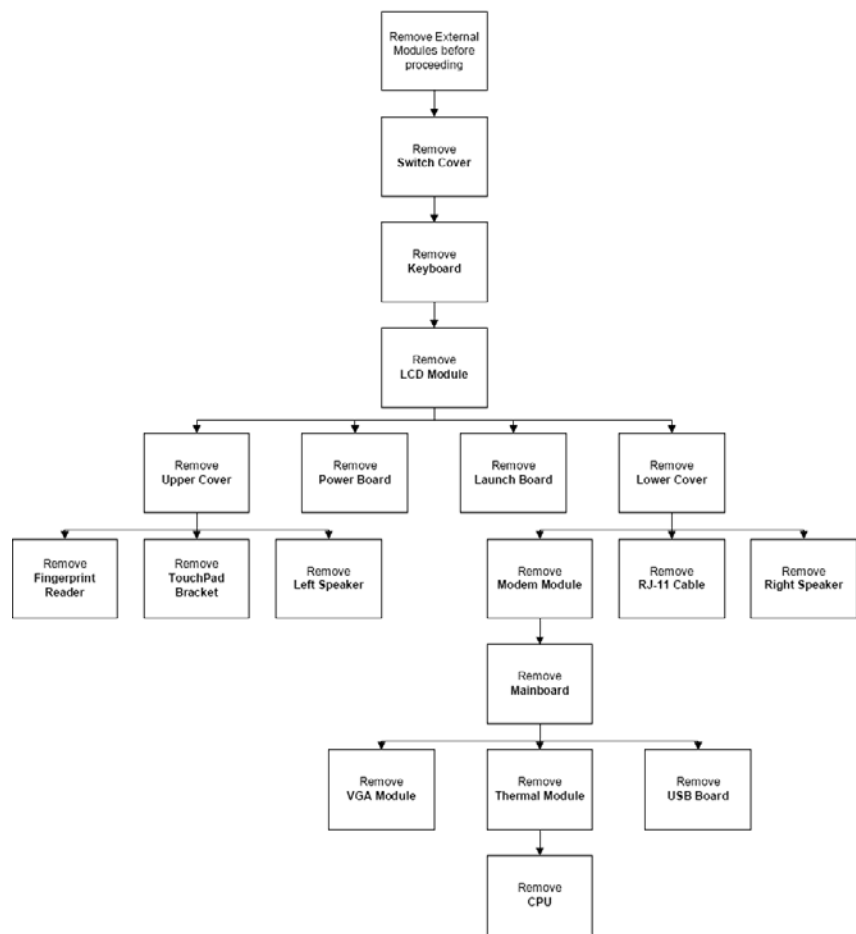 Remove External
Modules before
proceeding
Remove
Switch Cover
Remove
Keyboard
Remove
LCD Module
Remove
Upper Cover
Remove
Power Board
Remove
Launch Board
Remove
Lower Cover
Remove
Fingerprint
Reader
Remove
TouchPad
Bracket
Remove
Left Speaker
Remove
Modem Module
Remove
RJ-11 Cable
Remove
Right Speaker
Remove
Mainboard
Remove
VGA Module
Remove
Thermal Module
Remove
USB Board
Remove
CPU